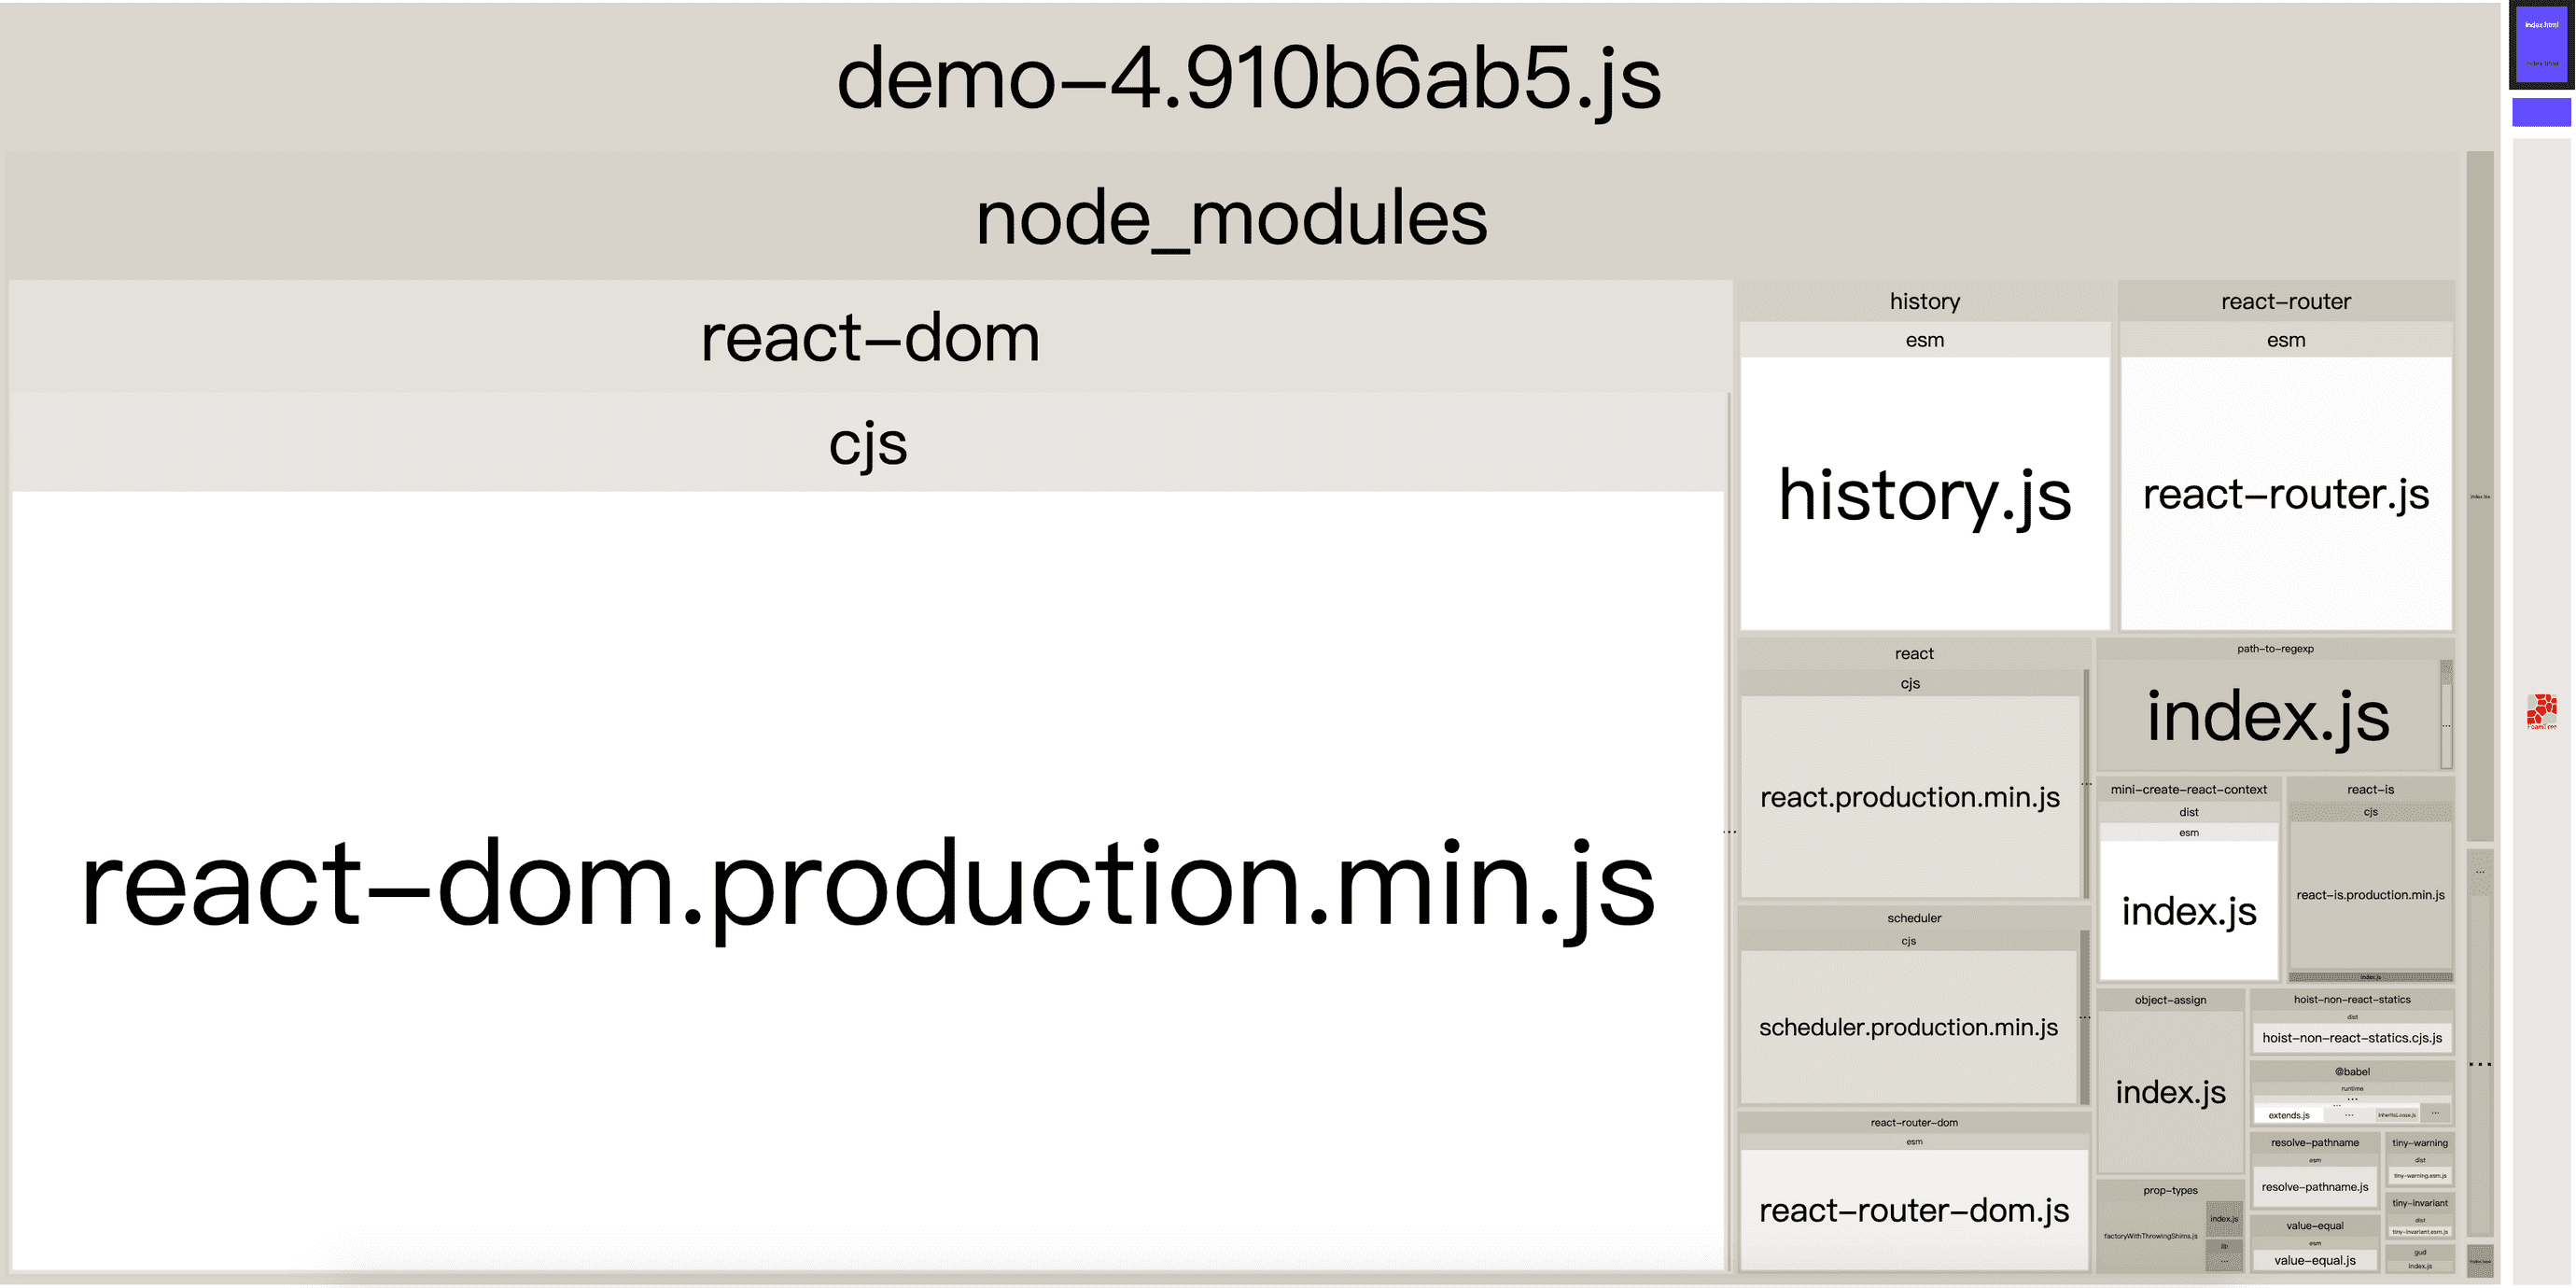 demo-4.910b6ab5.js
node_modules
react-dom
cjs
react-dom.production.min.js
...
history
esm
history.js
react-router
esm
react-router.js
react
cjs
react.production.min.js
...
scheduler
cjs
scheduler.production.min.js
...
react-router-dom
esm
react-router-dom.js
path-to-regexp
index.js
...
mini-create-react-context
dist
esm
index.js
react-is
cjs
react-is.production.min.js
index.js
object-assign
index.js
hoist-non-react-statics
dist
hoist-non-react-statics.cjs.js
@babel
runtime
...
...
extends.js
...
inheritsLoose.js
...
resolve-pathname
esm
resolve-pathname.js
tiny-warning
dist
tiny-warning.esm.js
prop-types
factoryWithThrowingShims.js
index.js
lib
...
value-equal
esm
value-equal.js
tiny-invariant
dist
tiny-invariant.esm.js
gud
index.js
...
...
index.html
index.html
FoamTree